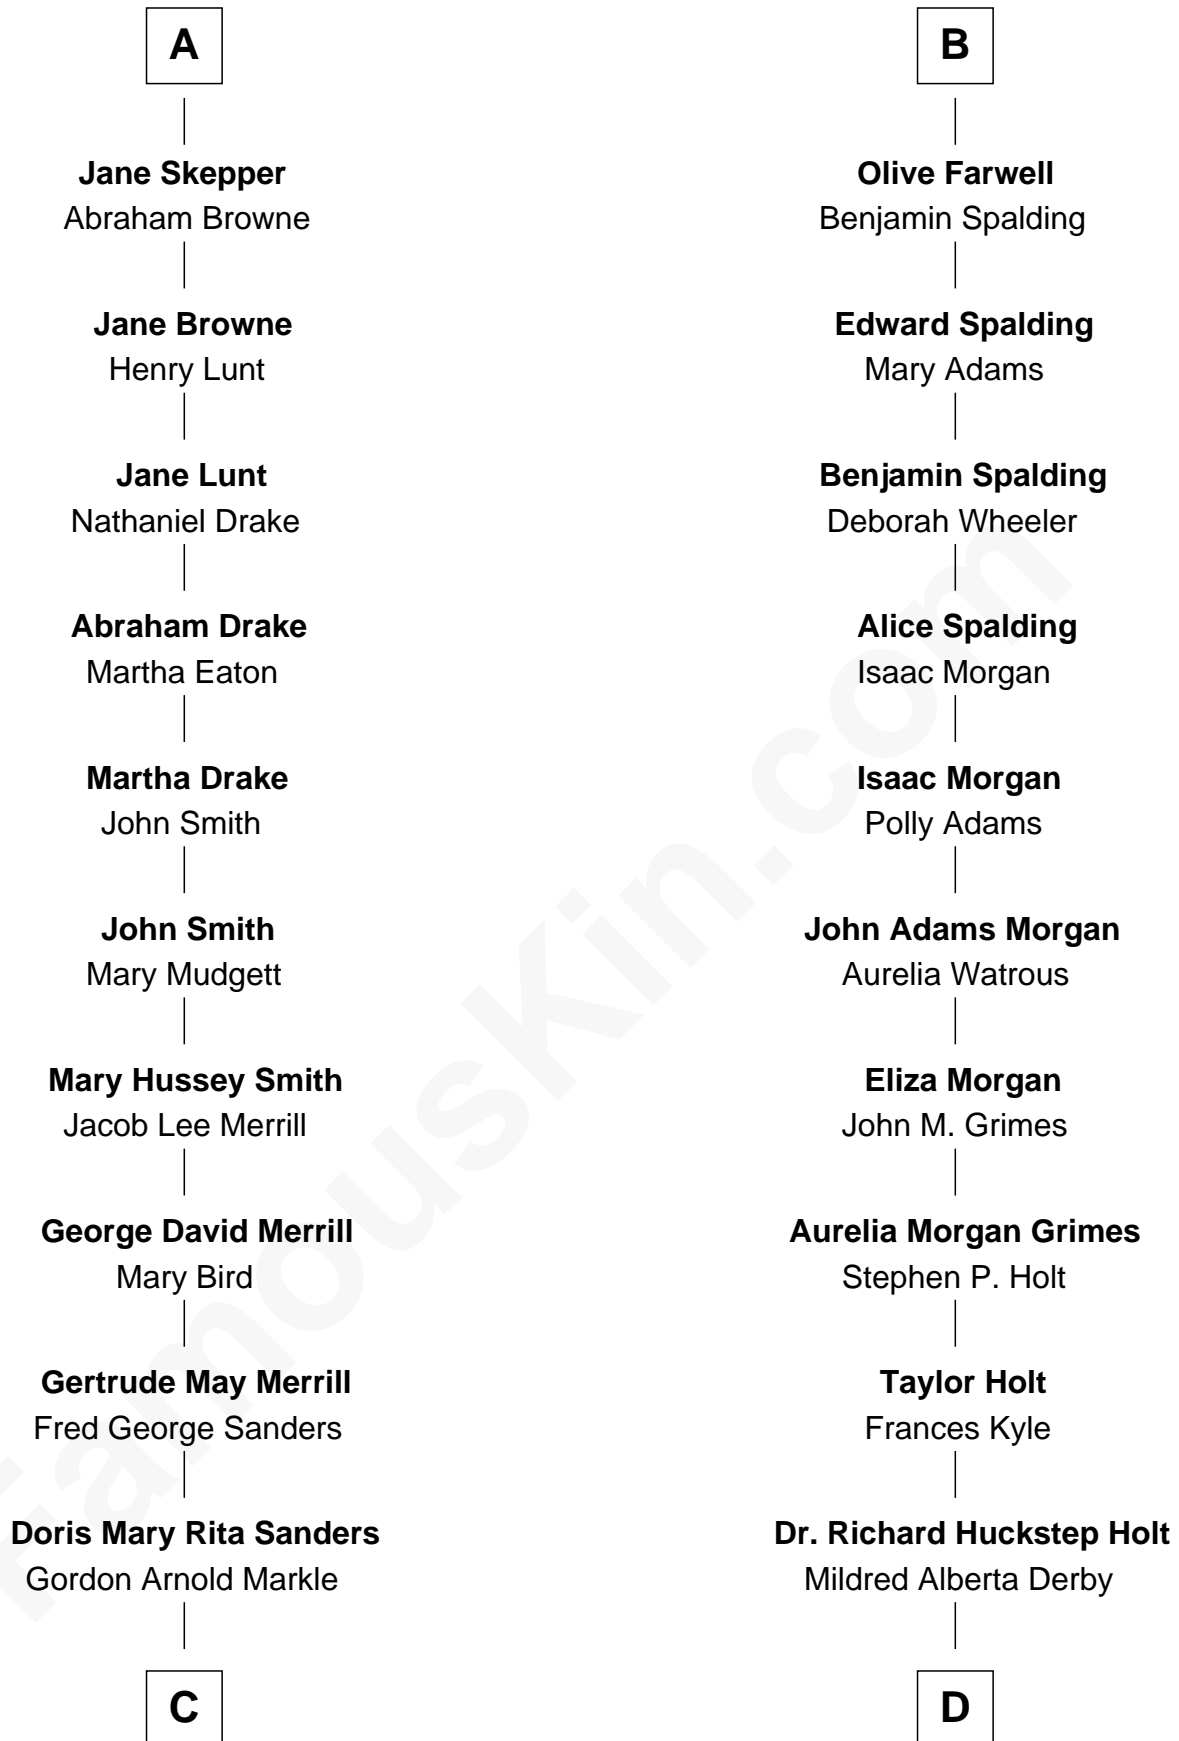 A
Jane Skepper
Abraham Browne
Jane Browne
Henry Lunt
Jane Lunt
Nathaniel Drake
Abraham Drake
Martha Eaton
Martha Drake
John Smith
John Smith
Mary Mudgett
Mary Hussey Smith
Jacob Lee Merrill
George David Merrill
Mary Bird
Gertrude May Merrill
Fred George Sanders
Doris Mary Rita Sanders
Gordon Arnold Markle
C
B
Olive Farwell
Benjamin Spalding
Edward Spalding
Mary Adams
Benjamin Spalding
Deborah Wheeler
Alice Spalding
Isaac Morgan
Isaac Morgan
Polly Adams
John Adams Morgan
Aurelia Watrous
Eliza Morgan
John M. Grimes
Aurelia Morgan Grimes
Stephen P. Holt
Taylor Holt
Frances Kyle
Dr. Richard Huckstep Holt
Mildred Alberta Derby
D
FamousKin.com